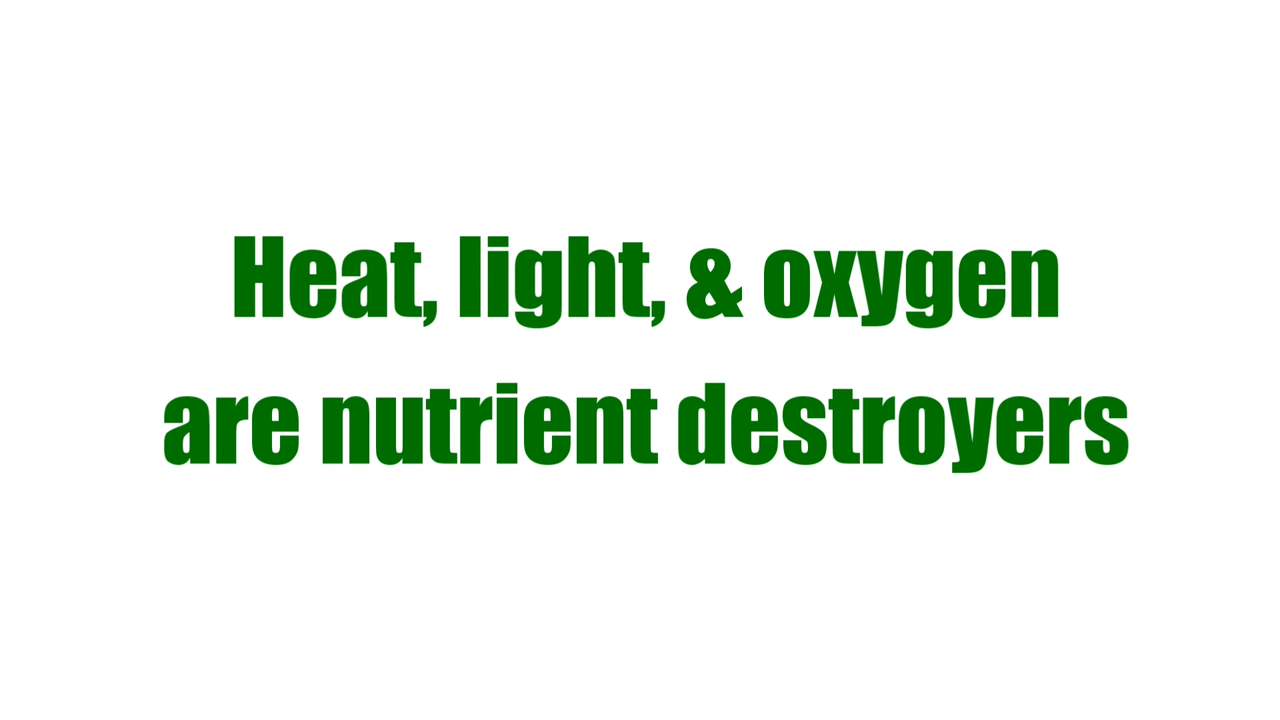 Heat, light, & oxygen
are nutrient destroyers